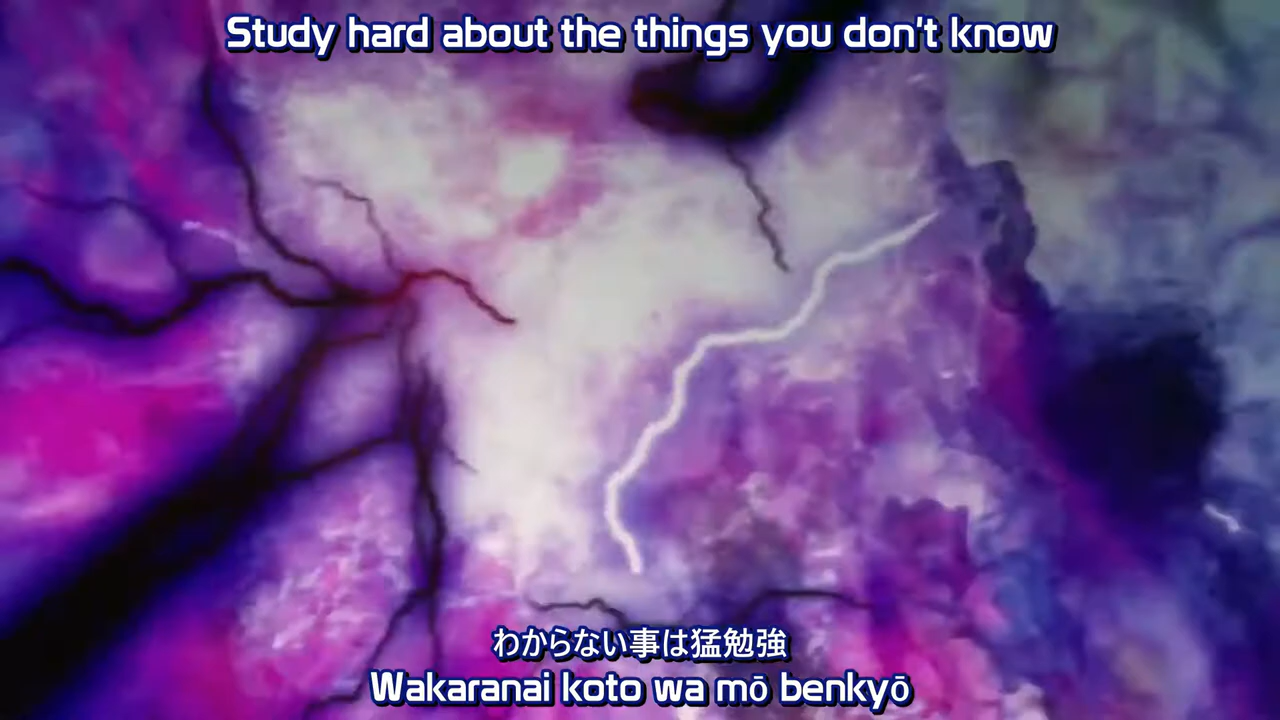 Study hard about the things you don't know
わからない事は猛勉強
Wakaranai koto wa mō benkyō